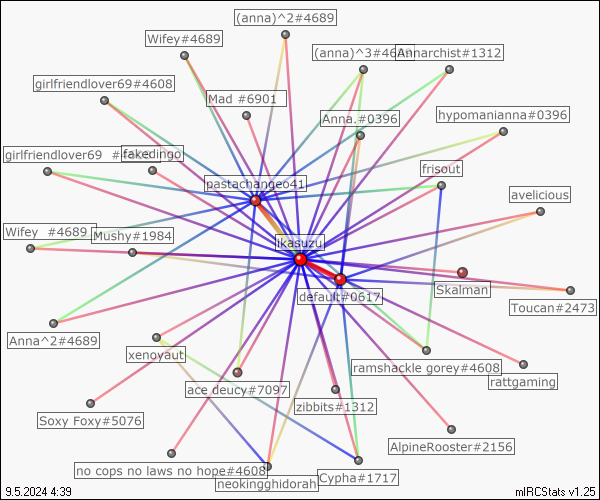 (anna)^2#4689
Wifey#4689
(anna)^3#4689
Annarchist#1312
girlfriendlover69#4608
Mad #6901
Anna.#0396
hypomanianna#0396
girlfriendlover69
fakedingo
frisout
pastachange041
avelicious
Wifey #4689
Mushy#1984
ikasuzu
Skalman
default#0617
Toucan#2473
Anna^2#4689
xenoyaut
ramshackle gorey#4608
rattgaming
ace deucy#7097
zibbits#1312
Soxy Foxy#5076
AlpineRooster#2156
no cops no laws no hope#4608
Cypha#1717
neokingghidorah
9.5.2024 4:39
mIRCStats v1.25